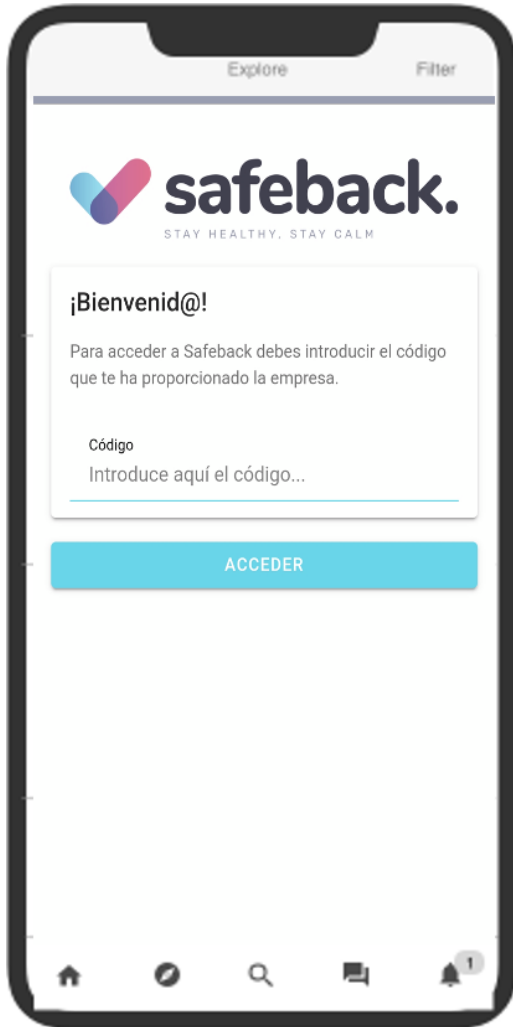 Explore Filter
safeback.
STAY HEALTHY, STAY CALM
¡Bienvenid@!
Para acceder a Safeback debes introducir el código
que te ha proporcionado la empresa.
Código
Introduce aquí el código...
ACCEDER
1